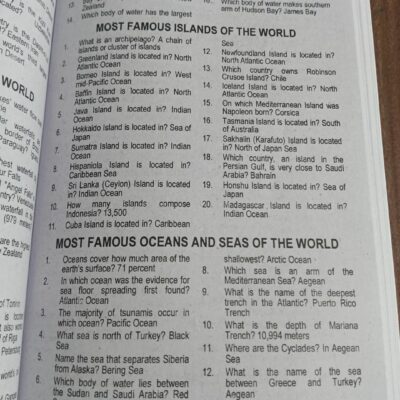 Zealand
14. Which body of water has the largest
Which body of water makes southern
arm of Hudson Bay? James Bay
MOST FAMOUS ISLANDS OF THE WORLD
1. What is an archipelago? A chain of
islands or cluster of islands
2. Greenland Island is located in? North
Atlantic Ocean
3. Borneo Island is located in? West
mid-Pacific Ocean
4. Baffin Island is located in? North
Atlantic Ocean
5. Java Island is located in? Indian
Ocean
6. Hokkaido Island is located in? Sea of
Japan
7. Sumatra Island is located in? Indian
Ocean
8. Hispaniola Island is located in?
Caribbean Sea
9. Sri Lanka (Ceylon) Island is located
in? Indian Ocean
10. How many islands compose
Indonesia? 13,500
11. Cuba Island is located in? Caribbean
Sea
12. Newfoundland Island is located in?
North Atlantic Ocean
13. Which country owns Robinson
Crusoe Island? Chile
14. Iceland Island is located in? North
Atlantic Ocean
15. On which Mediterranean Island was
Napoleon born? Corsica
16. Tasmania Island is located in? South
of Australia
17. Sakhalin (Karafuto) Island is located
in? North of Japan Sea
18. Which country, an island in the
Persian Gulf, is very close to Saudi
Arabia? Bahrain
19. Honshu Island is located in? Sea of
Japan
20. Madagascar Island is located in?
Indian Ocean
MOST FAMOUS OCEANS AND SEAS OF THE WORLD
1. Oceans cover how much area of the
earth's surface? 71 percent
2. In which ocean was the evidence for
sea floor spreading first found?
Atlantic Ocean
3. The majority of tsunamis occur in
which ocean? Pacific Ocean
4. What sea is north of Turkey? Black
Sea
5. Name the sea that separates Siberia
from Alaska? Bering Sea
6. Which body of water lies between
the Sudan and Saudi Arabia? Red
shallowest? Arctic Ocean
8. Which sea is an arm of the
Mediterranean Sea? Aegean
9. What is the name of the deepest
trench in the Atlantic? Puerto Rico
Trench
10. What is the depth of Mariana
Trench? 10,994 meters
11. Where are the Cyclades? In Aegean
Sea
12. What is the name of the sea
between Greece and Turkey?
Aegean